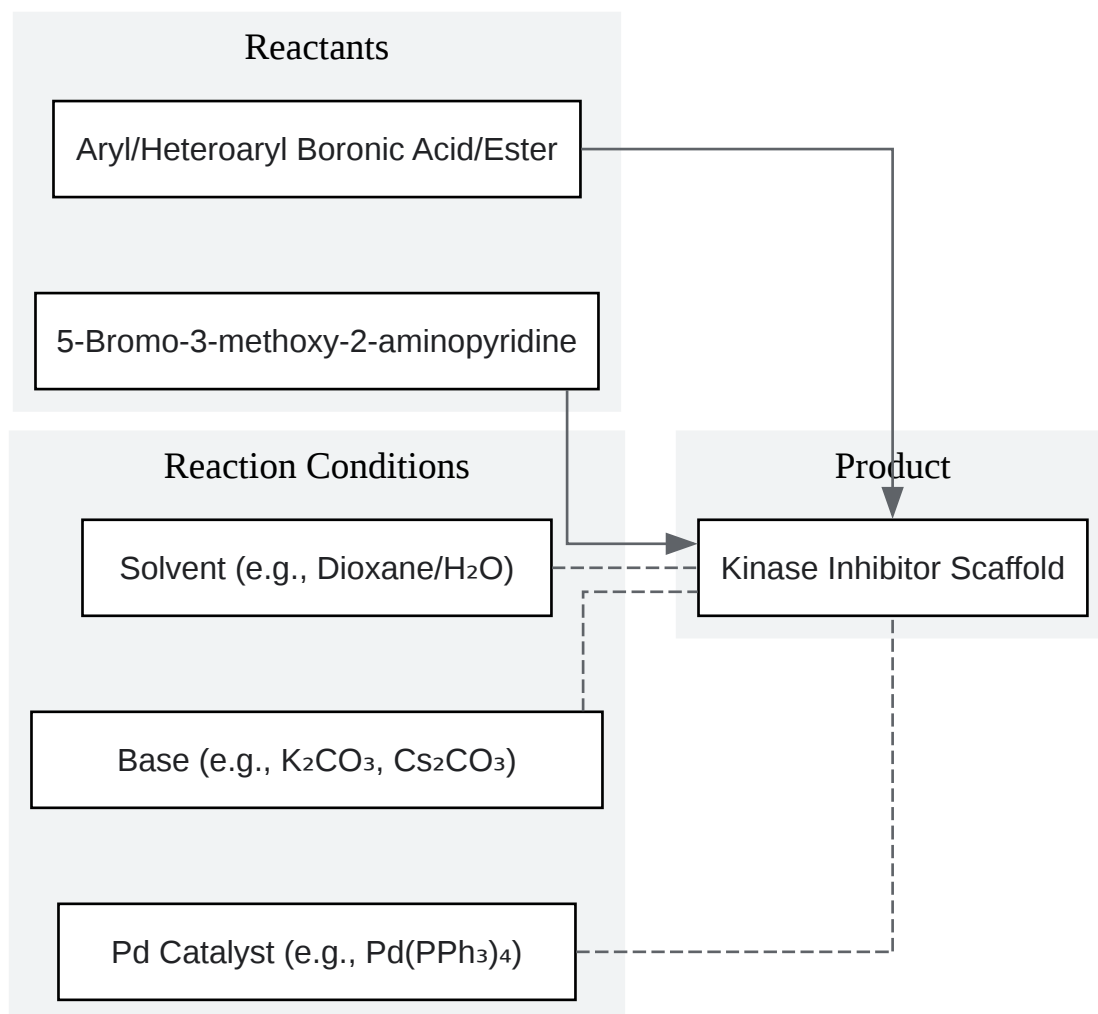 Reactants
Aryl/Heteroaryl Boronic Acid/Ester
5-Bromo-3-methoxy-2-aminopyridine
Reaction Conditions
Product
Solvent (e.g., Dioxane/H₂O)
Kinase Inhibitor Scaffold
Base (e.g., K₂CO₃, Cs₂CO₃)
Pd Catalyst (e.g., Pd(PPh₃)₄)